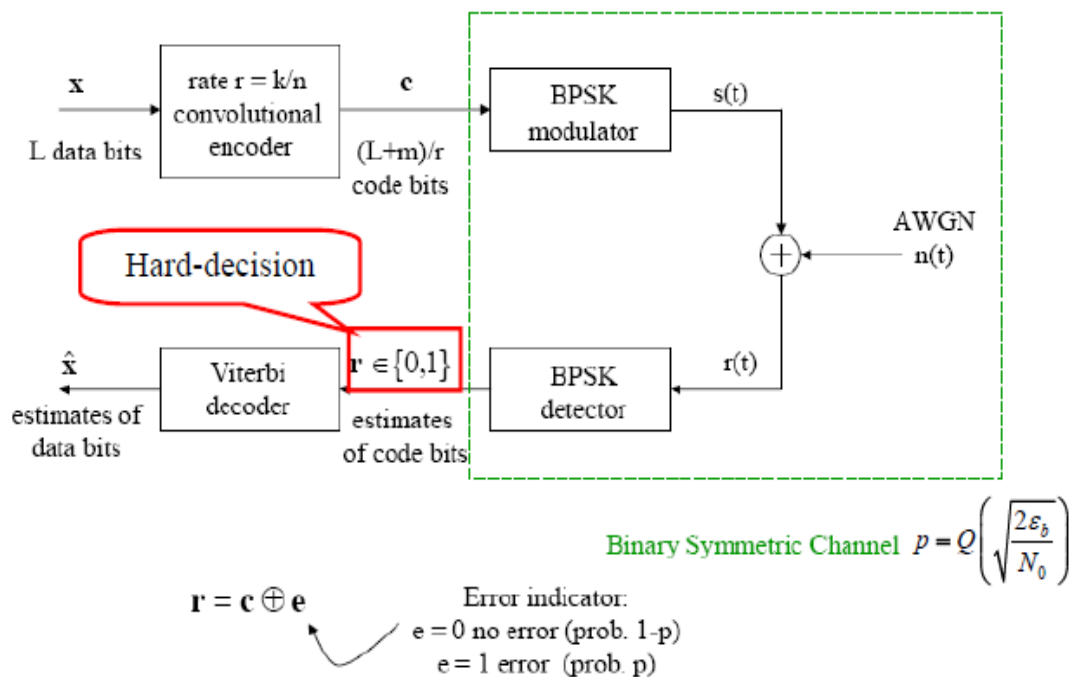 x
L data bits
rate r = k/n
convolutional
encoder
c
(L+m)/r
code bits
BPSK
modulator
s(t)
AWGN
n(t)
+
r(t)
BPSK
detector
Hard-decision
r ∈ {0,1}
estimates
of code bits
Viterbi
decoder
x̂
estimates of
data bits
Binary Symmetric Channel p = Q(√(2ε_b/N_0))
r = c ⊕ e
Error indicator:
e = 0 no error (prob. 1-p)
e = 1 error (prob. p)